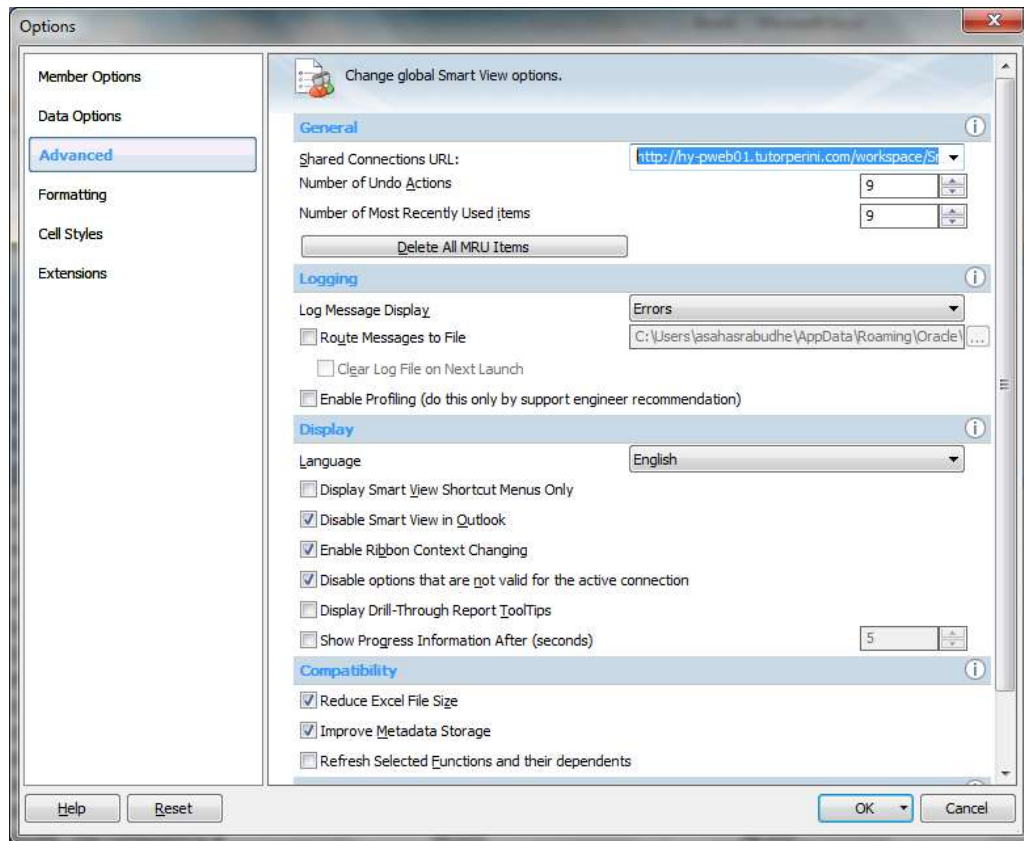 Options
Member Options
Data Options
Advanced
Formatting
Cell Styles
Extensions
Change global Smart View options.
General
Shared Connections URL: http://hy-pweb01.tutorperini.com/workspace/S
Number of Undo Actions 9
Number of Most Recently Used items 9
Delete All MRU Items
Logging
Log Message Display Errors
Route Messages to File C:\Users\asahasrabudhe\AppData\Roaming\Oracle\ ...
Clear Log File on Next Launch
Enable Profiling (do this only by support engineer recommendation)
Display
Language English
Display Smart View Shortcut Menus Only
Disable Smart View in Outlook
Enable Ribbon Context Changing
Disable options that are not valid for the active connection
Display Drill-Through Report ToolTips
Show Progress Information After (seconds) 5
Compatibility
Reduce Excel File Size
Improve Metadata Storage
Refresh Selected Functions and their dependents
Help Reset OK Cancel